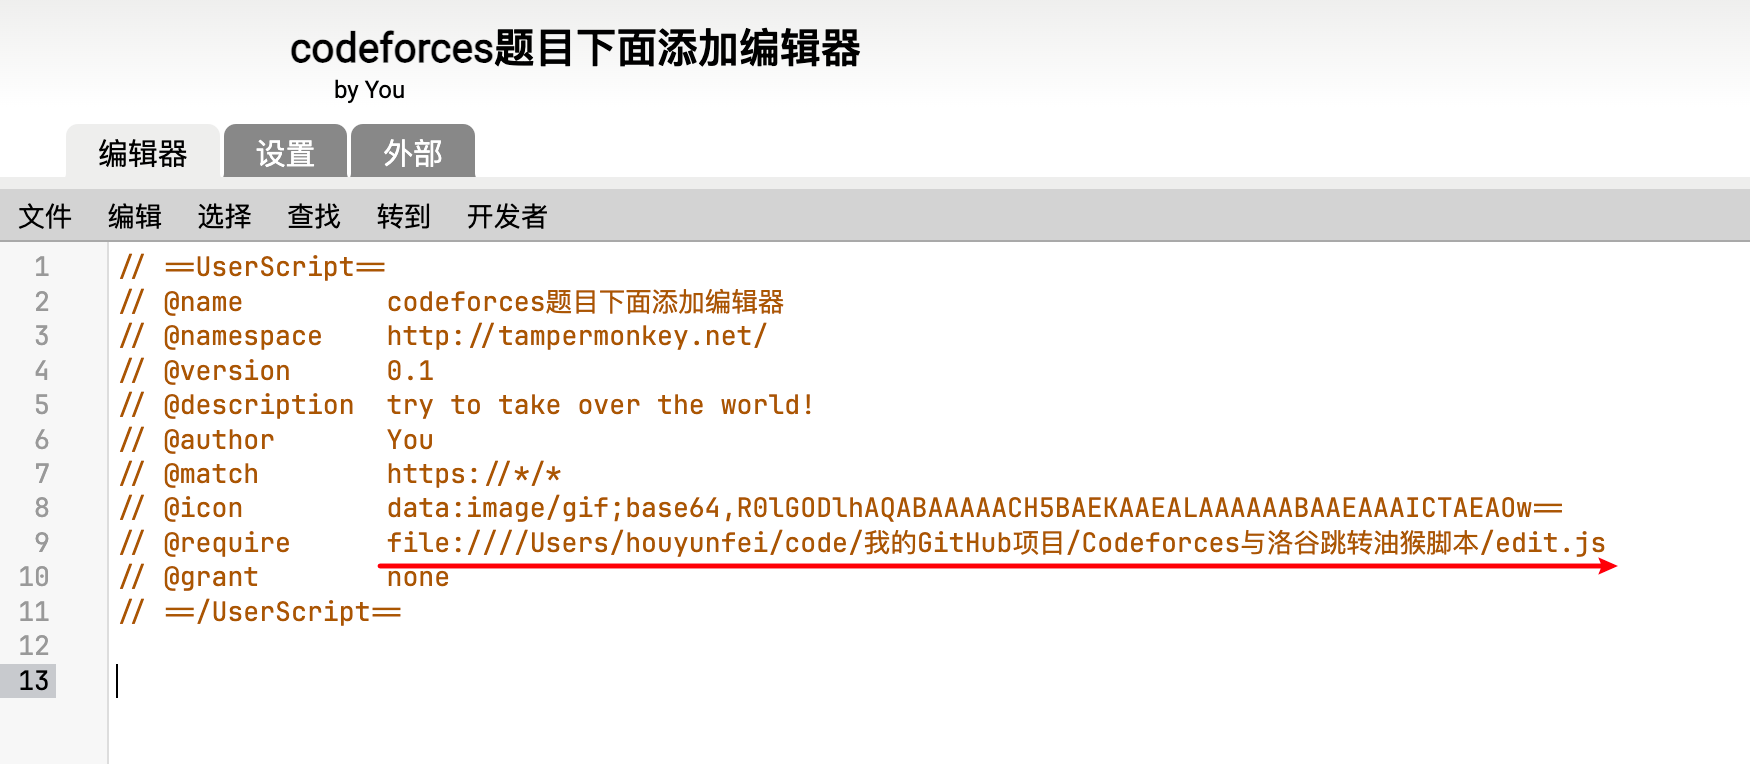 codeforces题目下面添加编辑器
by You
编辑器 设置 外部
文件 编辑 选择 查找 转到 开发者
1 // ==UserScript==
2 // @name         codeforces题目下面添加编辑器
3 // @namespace    http://tampermonkey.net/
4 // @version      0.1
5 // @description  try to take over the world!
6 // @author       You
7 // @match        https://*/*
8 // @icon         data:image/gif;base64,R0lGODlhAQABAAAAACH5BAEKAAEALAAAAAABAAEAAAICTAEAOw==
9 // @require      file:////Users/houyunfei/code/我的GitHub项目/Codeforces与洛谷跳转油猴脚本/edit.js
10 // @grant        none
11 // ==/UserScript==
12
13